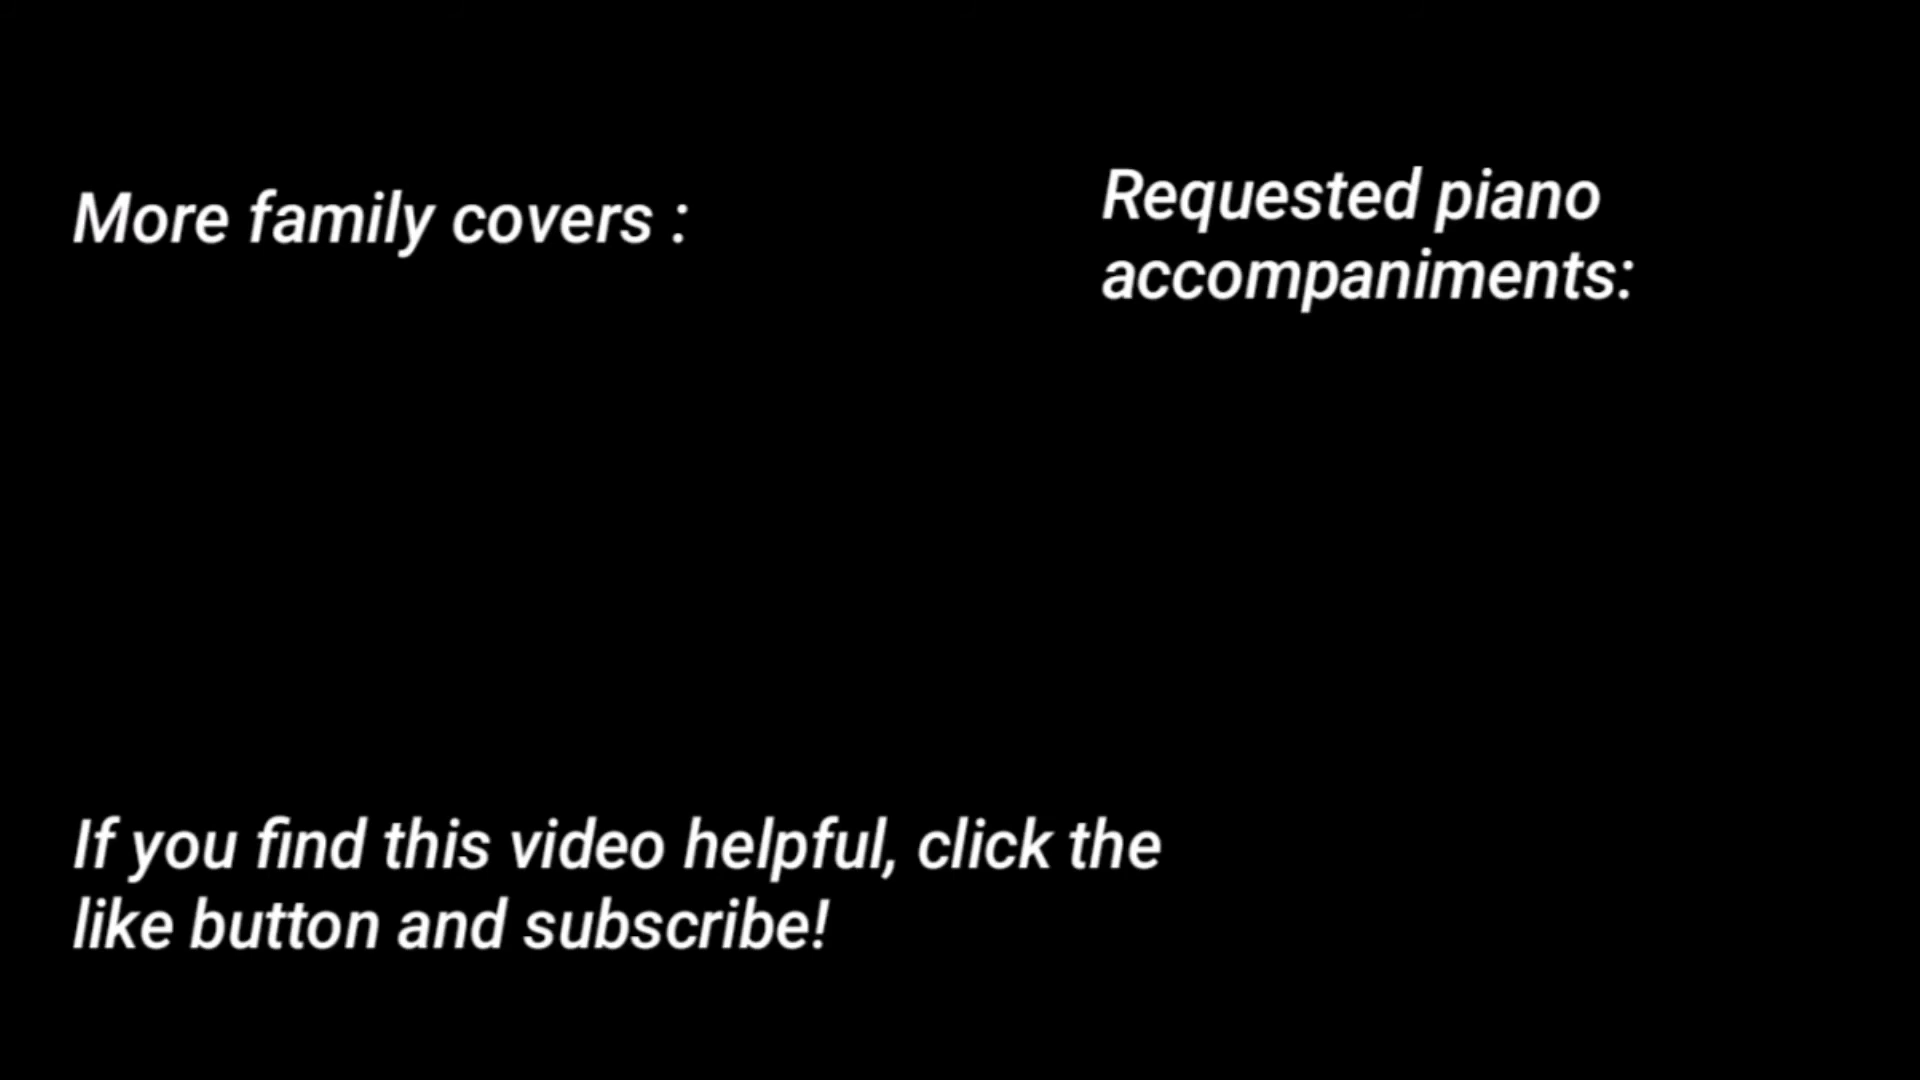 More family covers :
Requested piano
accompaniments:
If you find this video helpful, click the
like button and subscribe!